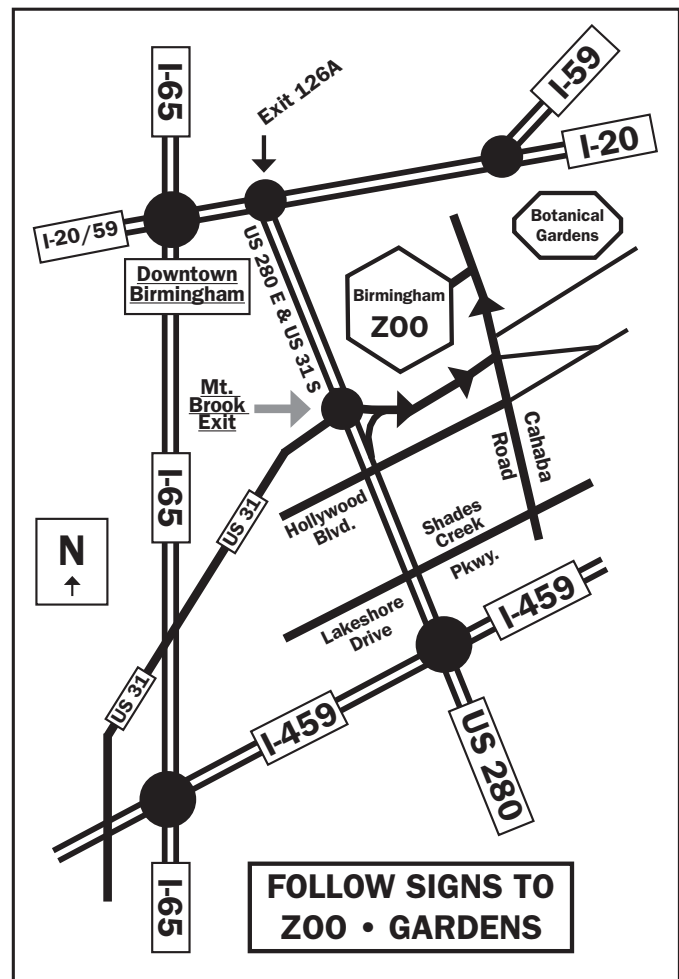 I-65
Exit 126A
I-59
I-20
I-20/59
Botanical
Gardens
Downtown
Birmingham
US 280 E & US 31 S
Birmingham
ZOO
Mt.
Brook
Exit
Cahaba
Road
I-65
US 31
Hollywood
Blvd.
Shades
Creek
Pkwy.
N
Lakeshore
Drive
I-459
US 31
I-459
US 280
I-65
FOLLOW SIGNS TO
ZOO • GARDENS